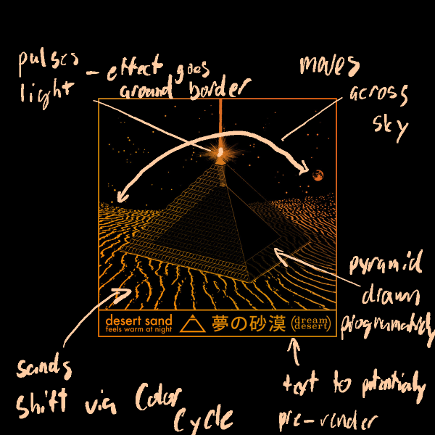 pulses
light - effect goes
around border
moves
across
sky
pyramid
drawn
programatically
desert sand
feels warm at night
夢の砂漠
(dream
desert)
sands
shift via Color
Cycle
text to potentially
pre-render